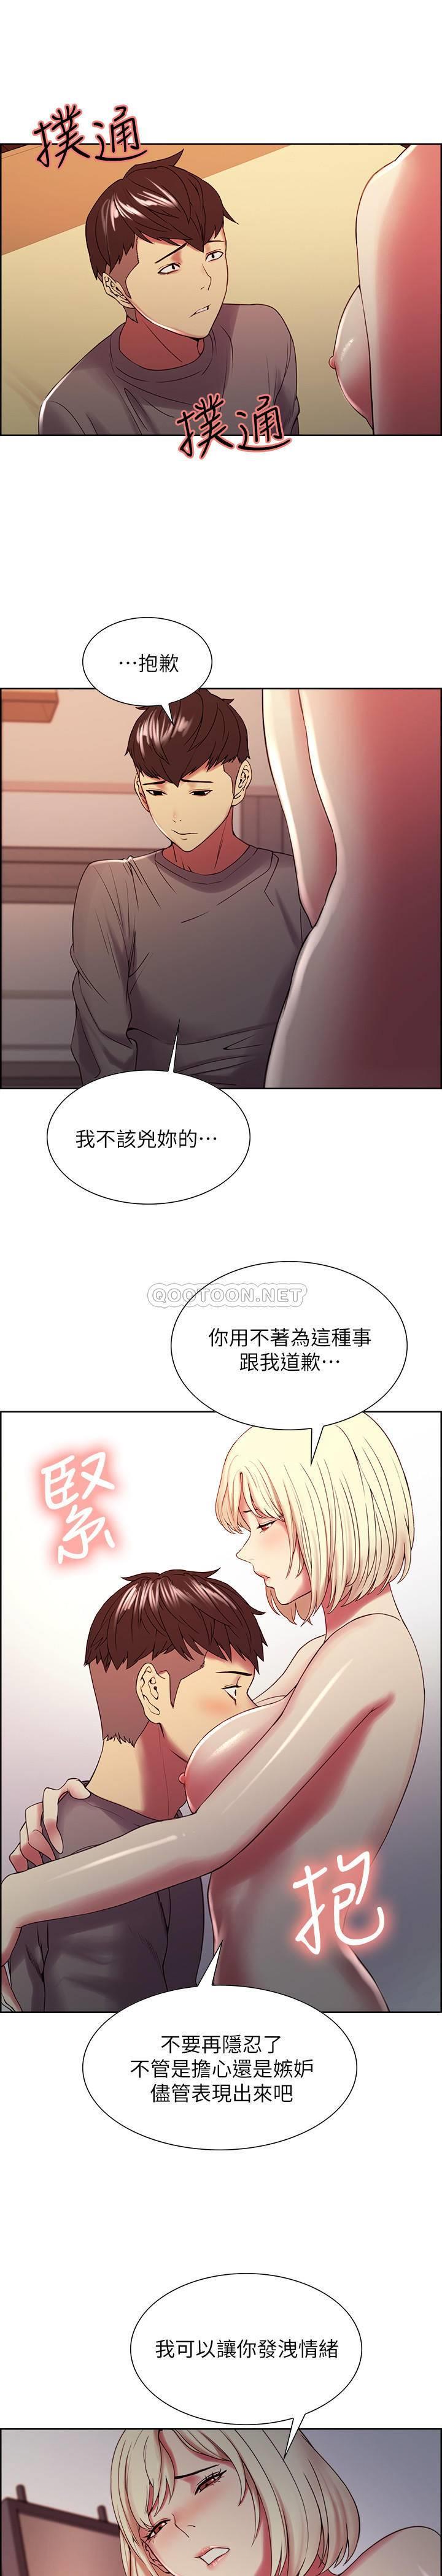 撲通
撲通
…抱歉
我不該兇妳的…
QOOTOON.NET
你用不著為這種事
跟我道歉…
緊
抱
不要再隱忍了
不管是擔心還是嫉妒
儘管表現出來吧
我可以讓你發洩情緒